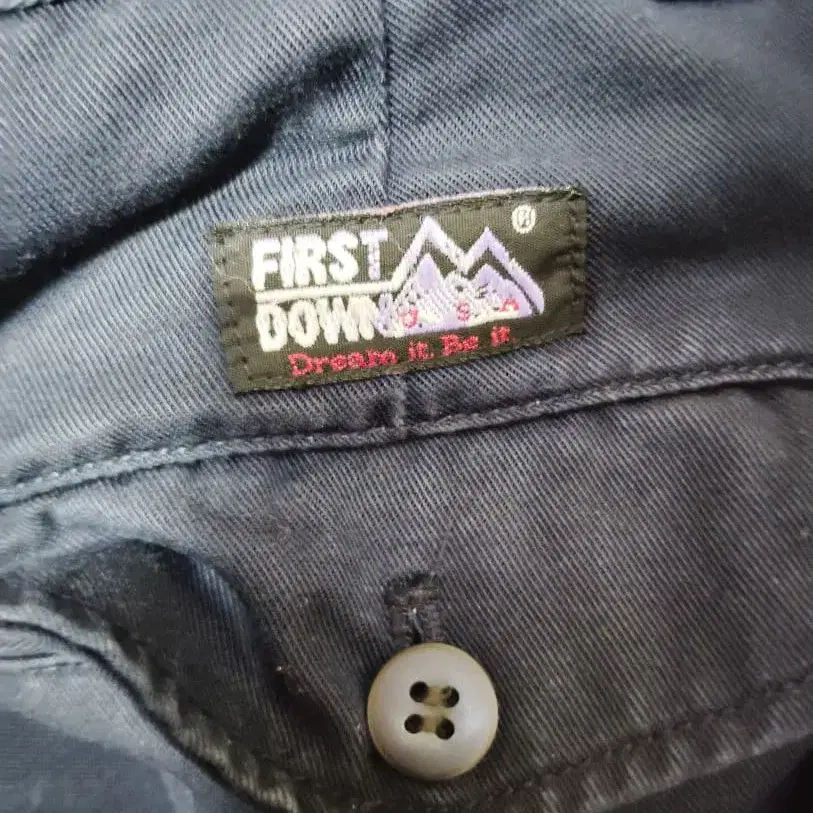 FIRST
DOWN U.S.A
Dream it. Be it
®